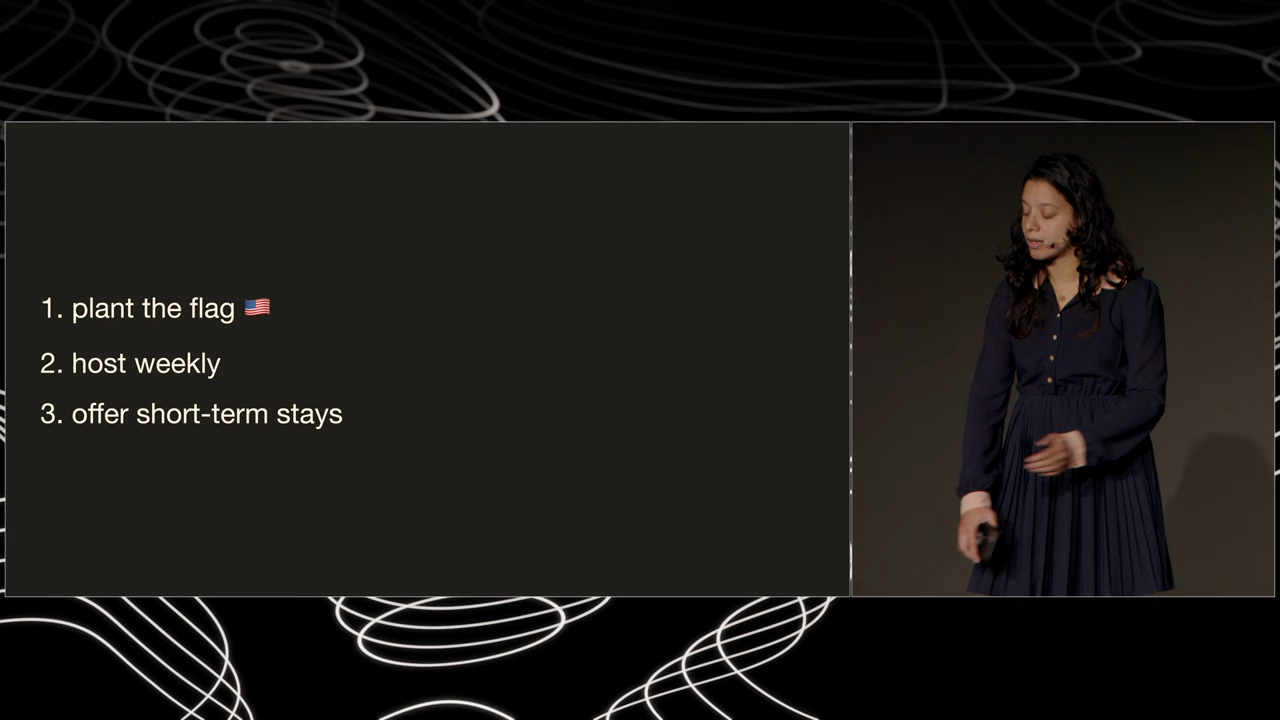 1. plant the flag 🇺🇸
2. host weekly
3. offer short-term stays